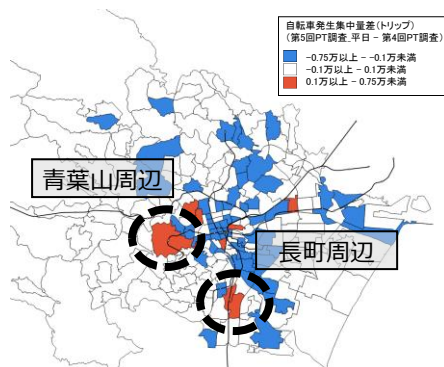 自転車発生集中量差(トリップ)
(第5回PT調査_平日 - 第4回PT調査)
-0.75万以上 - -0.1万未満
-0.1万以上 - 0.1万未満
0.1万以上 - 0.75万未満
青葉山周辺
長町周辺